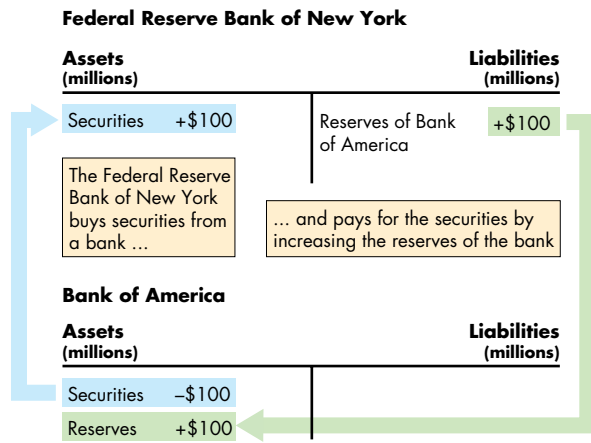 Federal Reserve Bank of New York
Assets Liabilities
(millions) (millions)
Securities +$100 Reserves of Bank +$100
of America
The Federal Reserve
Bank of New York
buys securities from
a bank ...
... and pays for the securities by
increasing the reserves of the bank
Bank of America
Assets Liabilities
(millions) (millions)
Securities –$100
Reserves +$100